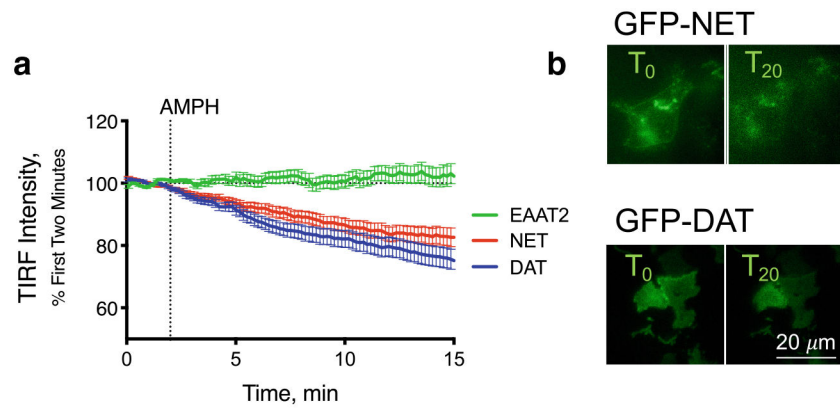 a
AMPH
120
100
80
60
TIRF Intensity,
% First Two Minutes
0
5
10
15
Time, min
EAAT2
NET
DAT
b
GFP-NET
T0
T20
GFP-DAT
T0
T20
20 μm